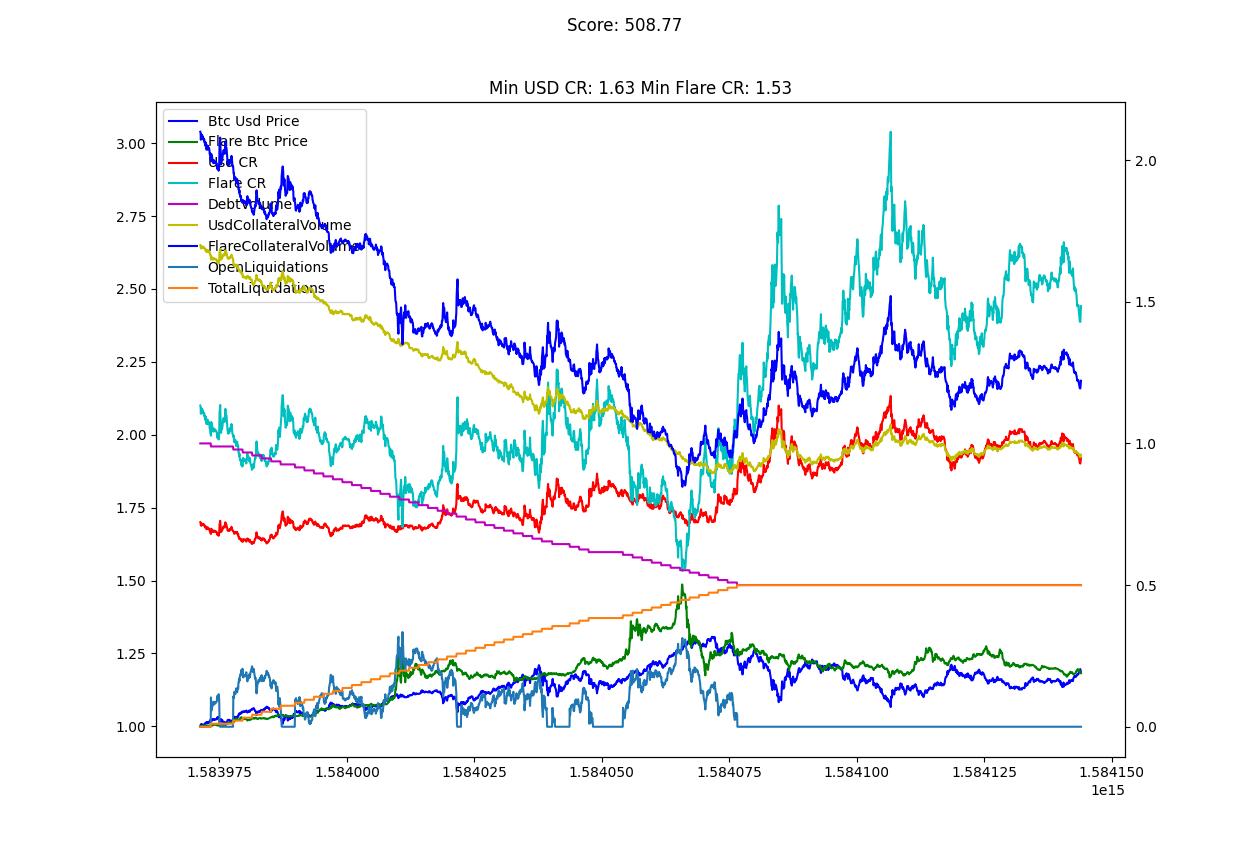 Score: 508.77
Min USD CR: 1.63 Min Flare CR: 1.53
Btc Usd Price
Flare Btc Price
Usd CR
Flare CR
DebtVolume
UsdCollateralVolume
FlareCollateralVolume
OpenLiquidations
TotalLiquidations
3.00
2.75
2.50
2.25
2.00
1.75
1.50
1.25
1.00
2.0
1.5
1.0
0.5
0.0
1.583975 1.584000 1.584025 1.584050 1.584075 1.584100 1.584125 1.584150
1e15